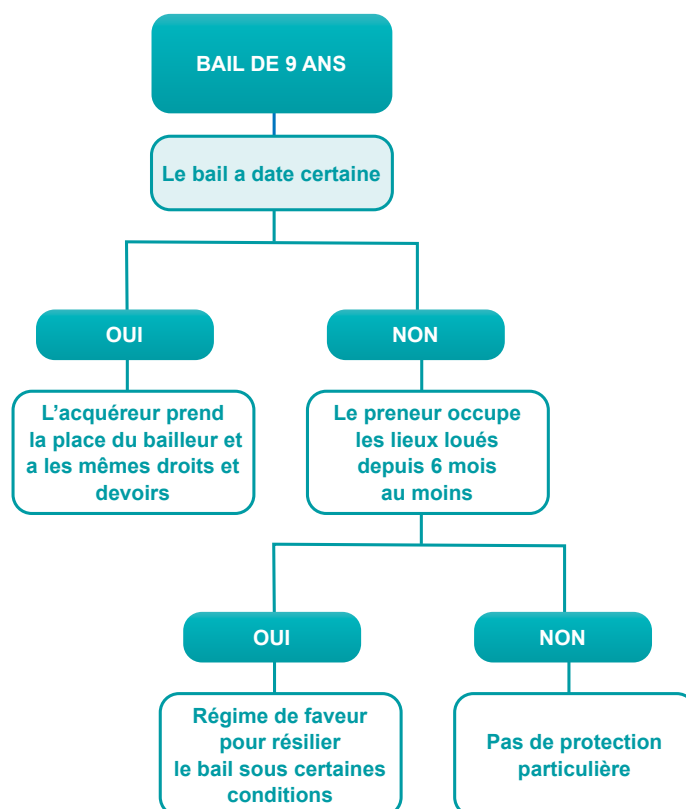 BAIL DE 9 ANS
Le bail a date certaine
OUI
NON
L'acquéreur prend
la place du bailleur et
a les mêmes droits et
devoirs
Le preneur occupe
les lieux loués
depuis 6 mois
au moins
OUI
NON
Régime de faveur
pour résilier
le bail sous certaines
conditions
Pas de protection
particulière